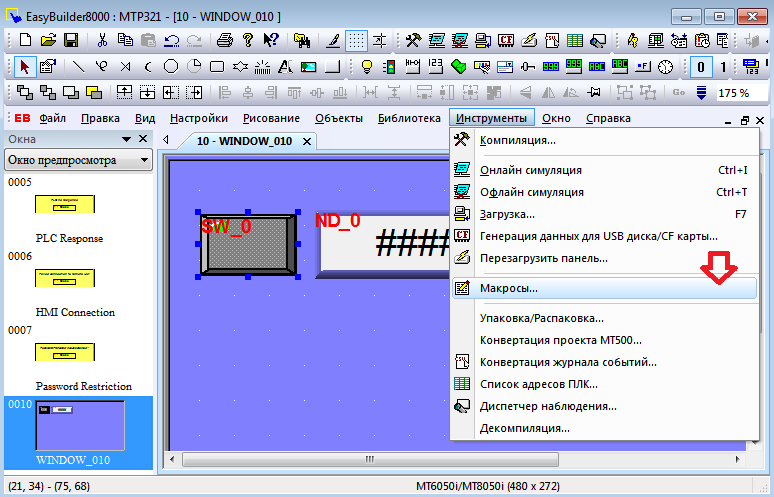 EasyBuilder8000 : MTP321 - [10 - WINDOW_010 ]
0 1
175 %
EB Файл Правка Вид Настройки Рисование Объекты Библиотека Инструменты Окно Справка
Окна
10 - WINDOW_010
Окно предпросмотра
0005
PLC Response
0006
HMI Connection
0007
Password Restriction
0010
WINDOW_010
SW_0
ND_0
####
Компиляция...
Онлайн симуляция Ctrl+I
Офлайн симуляция Ctrl+T
Загрузка... F7
Генерация данных для USB диска/CF карты...
Перезагрузить панель...
Макросы...
Упаковка/Распаковка...
Конвертация проекта MT500...
Конвертация журнала событий...
Список адресов ПЛК...
Диспетчер наблюдения...
Декомпиляция...
(21, 34) - (75, 68)
MT6050i/MT8050i (480 x 272)